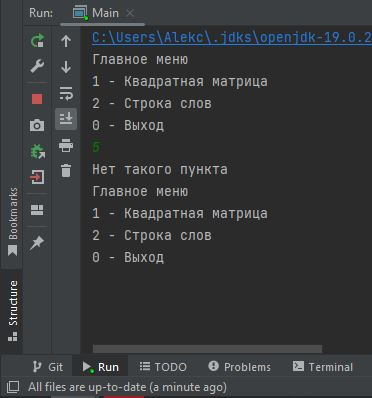 Run: Main
C:\Users\Alekc\.jdks\openjdk-19.0.2
Главное меню
1 - Квадратная матрица
2 - Строка слов
0 - Выход
5
Нет такого пункта
Главное меню
1 - Квадратная матрица
2 - Строка слов
0 - Выход
Bookmarks
Structure
Git Run TODO Problems Terminal
All files are up-to-date (a minute ago)